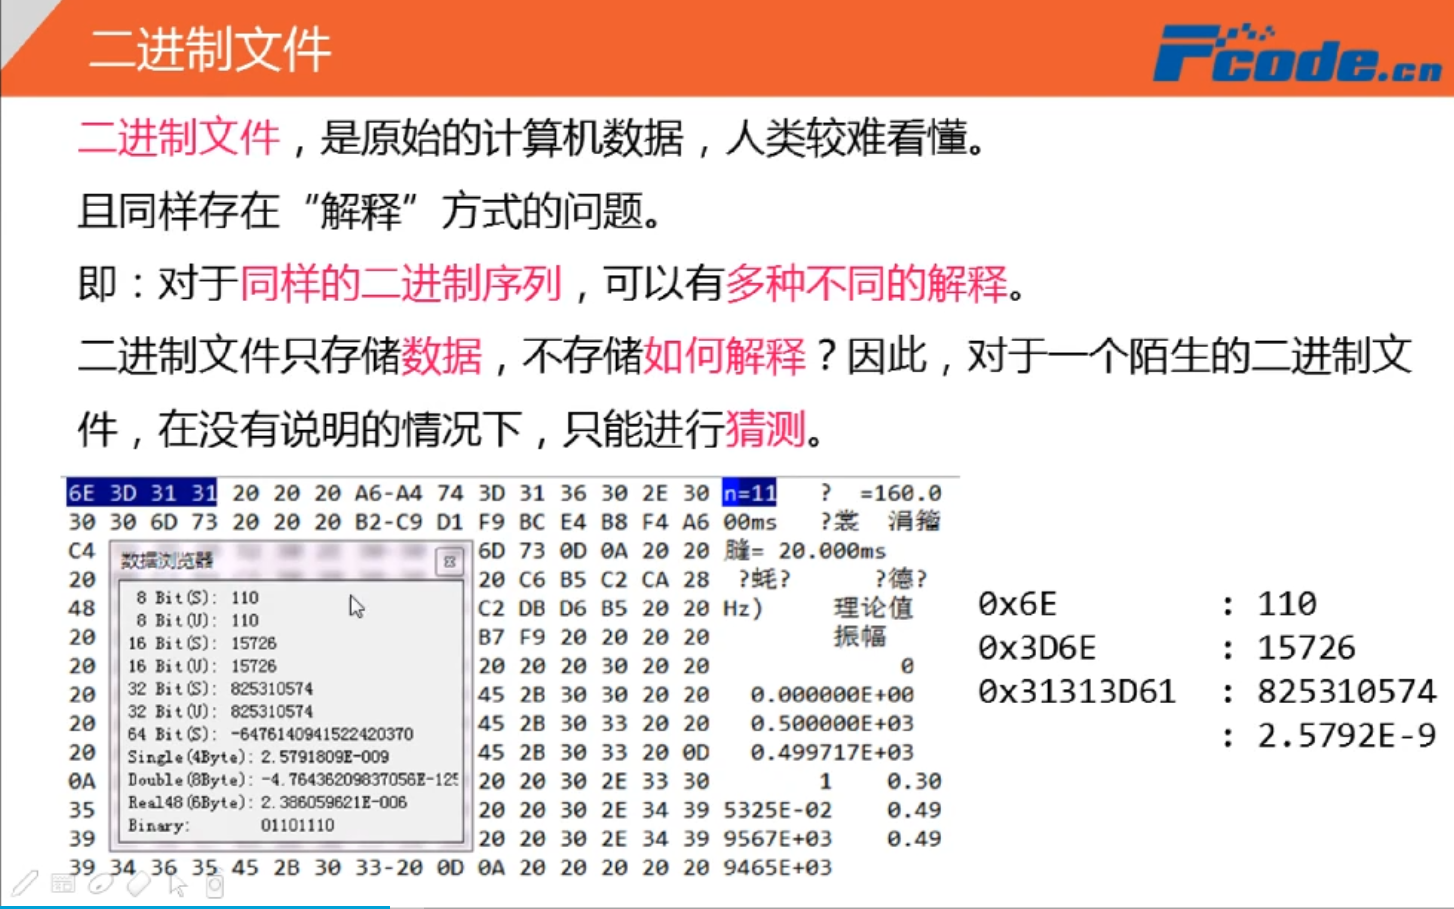 二进制文件
Fcode.cn
二进制文件，是原始的计算机数据，人类较难看懂。
且同样存在“解释”方式的问题。
即：对于同样的二进制序列，可以有多种不同的解释。
二进制文件只存储数据，不存储如何解释？因此，对于一个陌生的二进制文
件，在没有说明的情况下，只能进行猜测。
6E 3D 31 31 20 20 20 A6-A4 74 3D 31 36 30 2E 30 n=11 ? =160.0
30 30 6D 73 20 20 20 B2-C9 D1 F9 BC E4 B8 F4 A6 00ms ?裳 涓籀
C4 6D 73 0D 0A 20 20 = 20.000ms
20 20 C6 B5 C2 CA 28 ?蚝? ?德?
48 C2 DB D6 B5 20 20 Hz) 理论值
20 B7 F9 20 20 20 20 振幅
20 20 20 20 30 20 20 0
20 45 2B 30 30 20 20 0.000000E+00
20 45 2B 30 33 20 20 0.500000E+03
20 45 2B 30 33 20 0D 0.499717E+03
0A 20 20 30 2E 33 30 1 0.30
35 20 20 30 2E 34 39 5325E-02 0.49
39 20 20 30 2E 34 39 9567E+03 0.49
39 34 36 35 45 2B 30 33-20 0D 0A 20 20 20 20 20 9465E+03
数据浏览器
8 Bit(S): 110
8 Bit(U): 110
16 Bit(S): 15726
16 Bit(U): 15726
32 Bit(S): 825310574
32 Bit(U): 825310574
64 Bit(S): -6476140941522420370
Single(4Byte): 2.5791809E-009
Double(8Byte): -4.76436209837056E-125
Real48(6Byte): 2.386059621E-006
Binary: 01101110
0x6E : 110
0x3D6E : 15726
0x31313D61 : 825310574
: 2.5792E-9